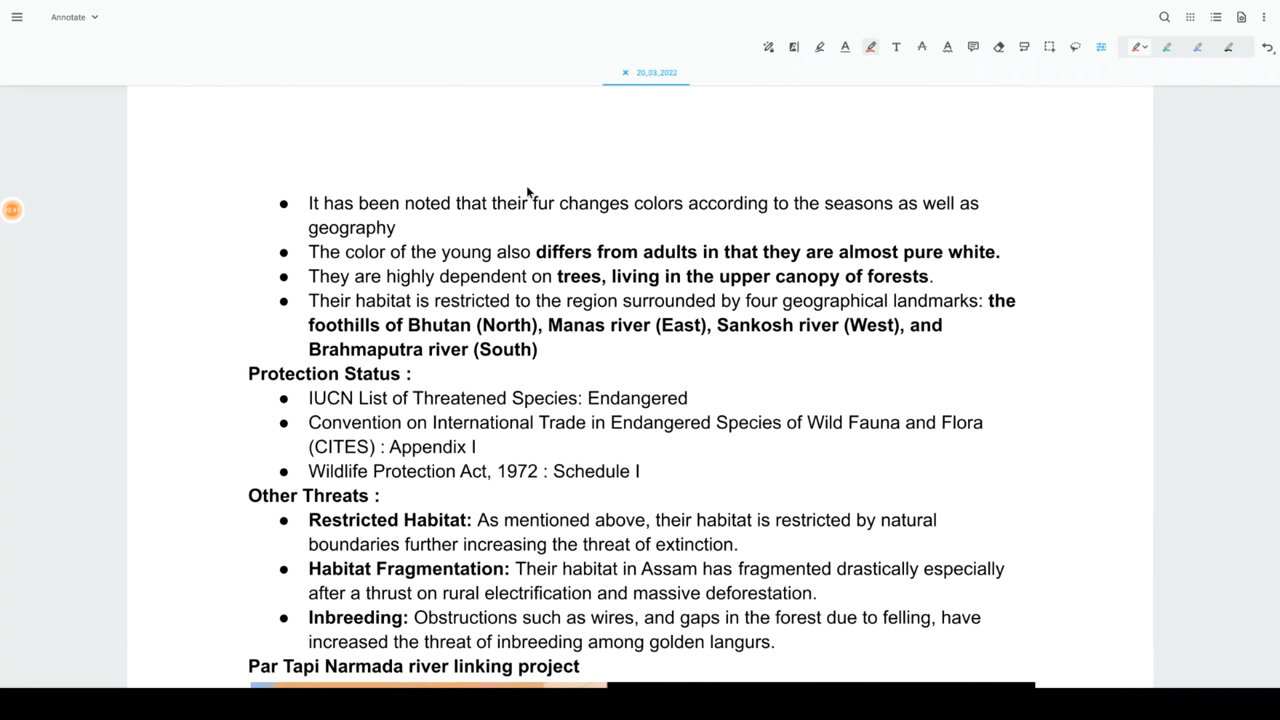 Annotate
20_03_2022
● It has been noted that their fur changes colors according to the seasons as well as
geography
● The color of the young also differs from adults in that they are almost pure white.
● They are highly dependent on trees, living in the upper canopy of forests.
● Their habitat is restricted to the region surrounded by four geographical landmarks: the
foothills of Bhutan (North), Manas river (East), Sankosh river (West), and
Brahmaputra river (South)
Protection Status :
● IUCN List of Threatened Species: Endangered
● Convention on International Trade in Endangered Species of Wild Fauna and Flora
(CITES) : Appendix I
● Wildlife Protection Act, 1972 : Schedule I
Other Threats :
● Restricted Habitat: As mentioned above, their habitat is restricted by natural
boundaries further increasing the threat of extinction.
● Habitat Fragmentation: Their habitat in Assam has fragmented drastically especially
after a thrust on rural electrification and massive deforestation.
● Inbreeding: Obstructions such as wires, and gaps in the forest due to felling, have
increased the threat of inbreeding among golden langurs.
Par Tapi Narmada river linking project